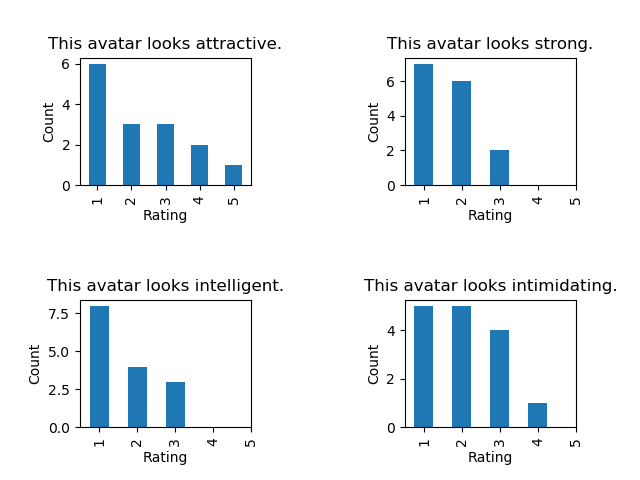 This avatar looks attractive.
6
4
2
0
Count
1 2 3 4 5
Rating
This avatar looks strong.
6
4
2
0
Count
1 2 3 4 5
Rating
This avatar looks intelligent.
7.5
5.0
2.5
0.0
Count
1 2 3 4 5
Rating
This avatar looks intimidating.
4
2
0
Count
1 2 3 4 5
Rating